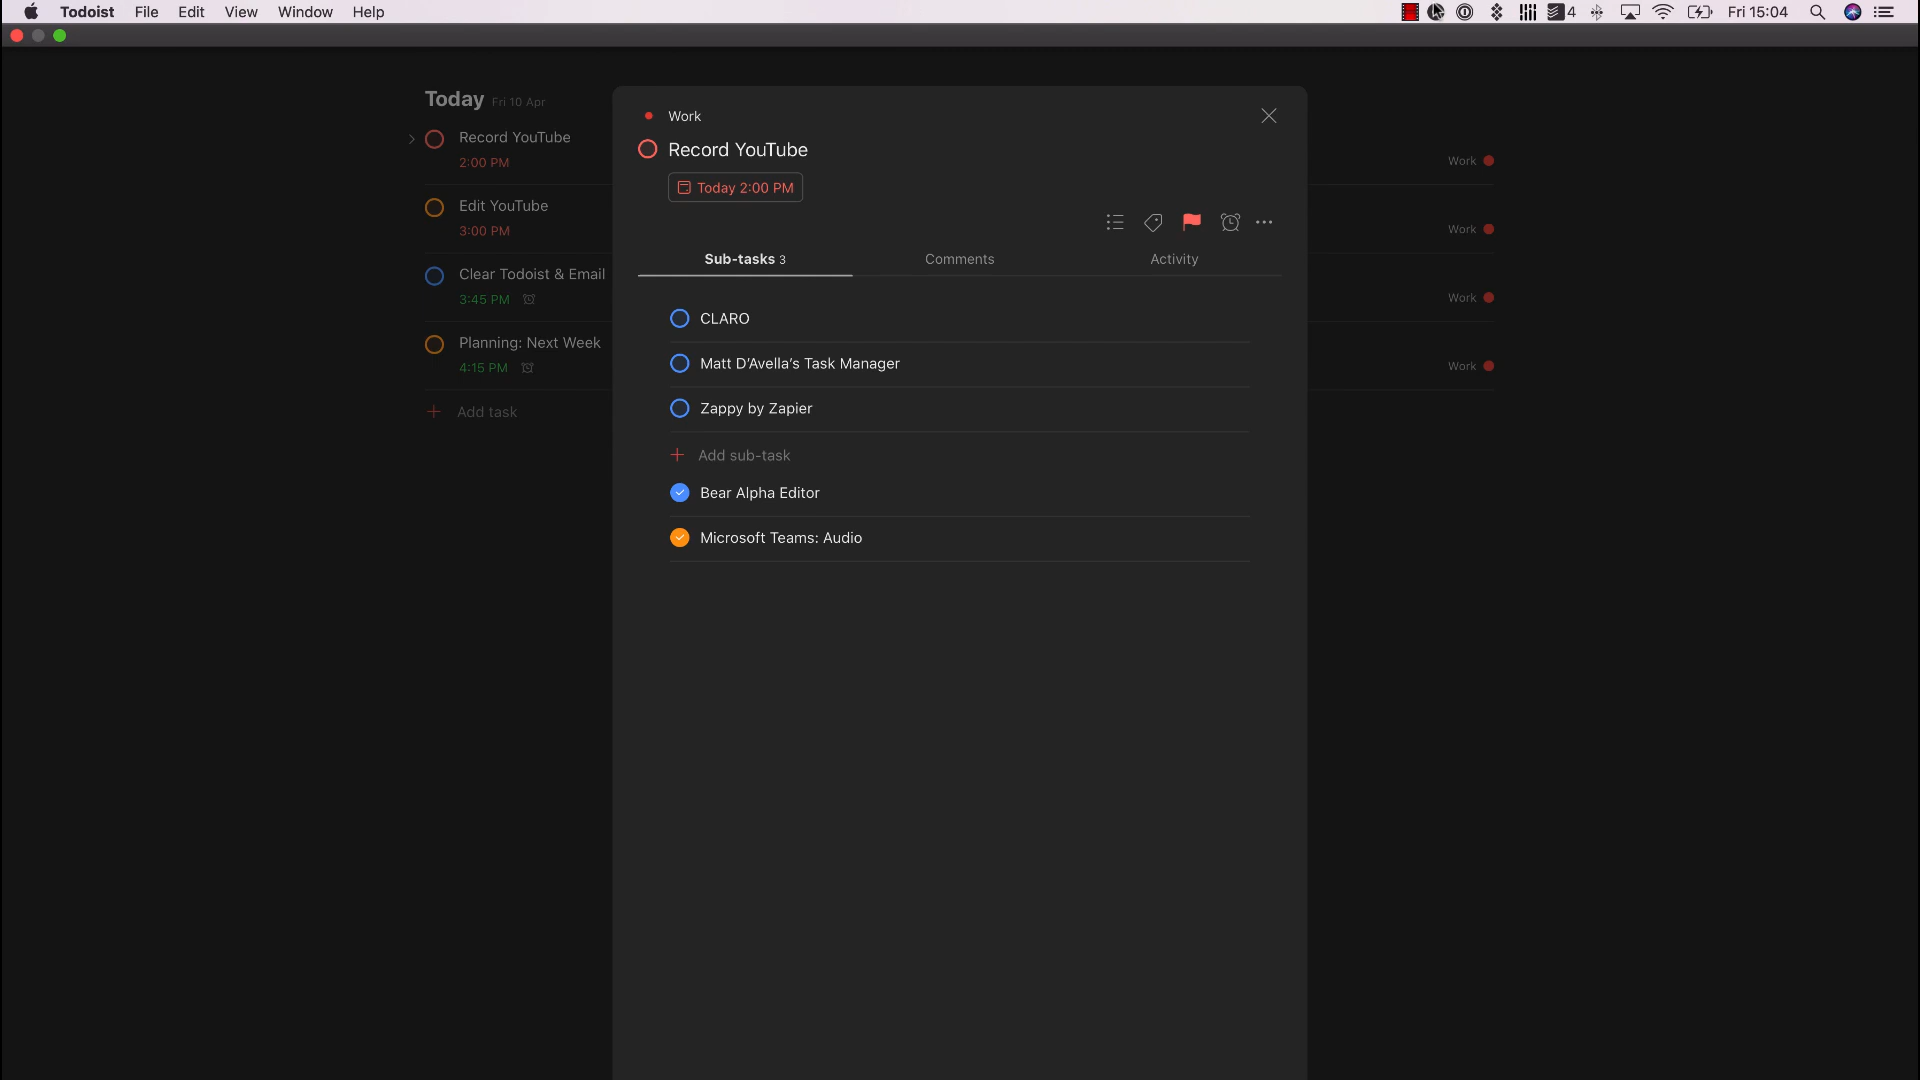 Todoist File Edit View Window Help 4 Fri 15:04
Today Fri 10 Apr
Record YouTube
2:00 PM
Work
Edit YouTube
3:00 PM
Work
Clear Todoist & Email
3:45 PM
Work
Planning: Next Week
4:15 PM
Work
Add task
Work
Record YouTube
Today 2:00 PM
Sub-tasks 3 Comments Activity
CLARO
Matt D’Avella’s Task Manager
Zappy by Zapier
Add sub-task
Bear Alpha Editor
Microsoft Teams: Audio